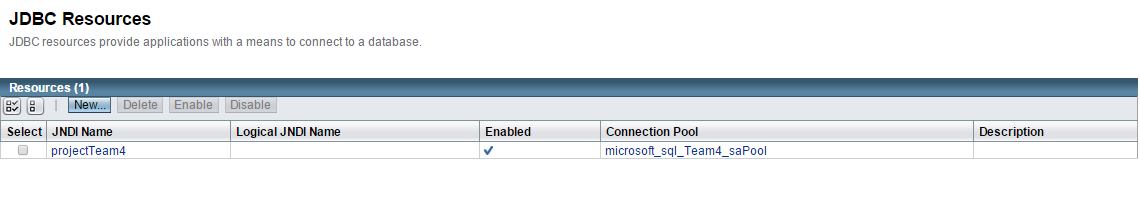 JDBC Resources
JDBC resources provide applications with a means to connect to a database.
Resources (1)
New... Delete Enable Disable
Select JNDI Name Logical JNDI Name Enabled Connection Pool Description
projectTeam4 microsoft_sql_Team4_saPool